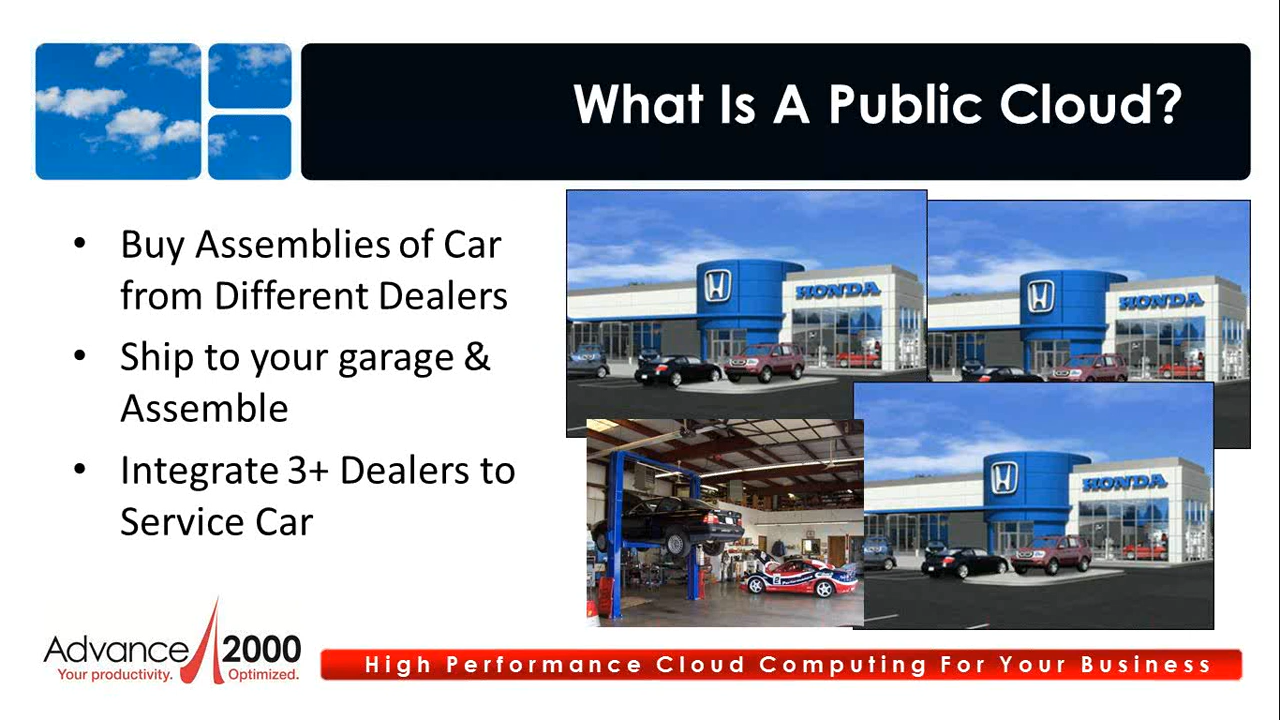 What Is A Public Cloud?
• Buy Assemblies of Car
from Different Dealers
• Ship to your garage &
Assemble
• Integrate 3+ Dealers to
Service Car
HONDA
HONDA
HONDA
Advance 2000
Your productivity. Optimized.
High Performance Cloud Computing For Your Business